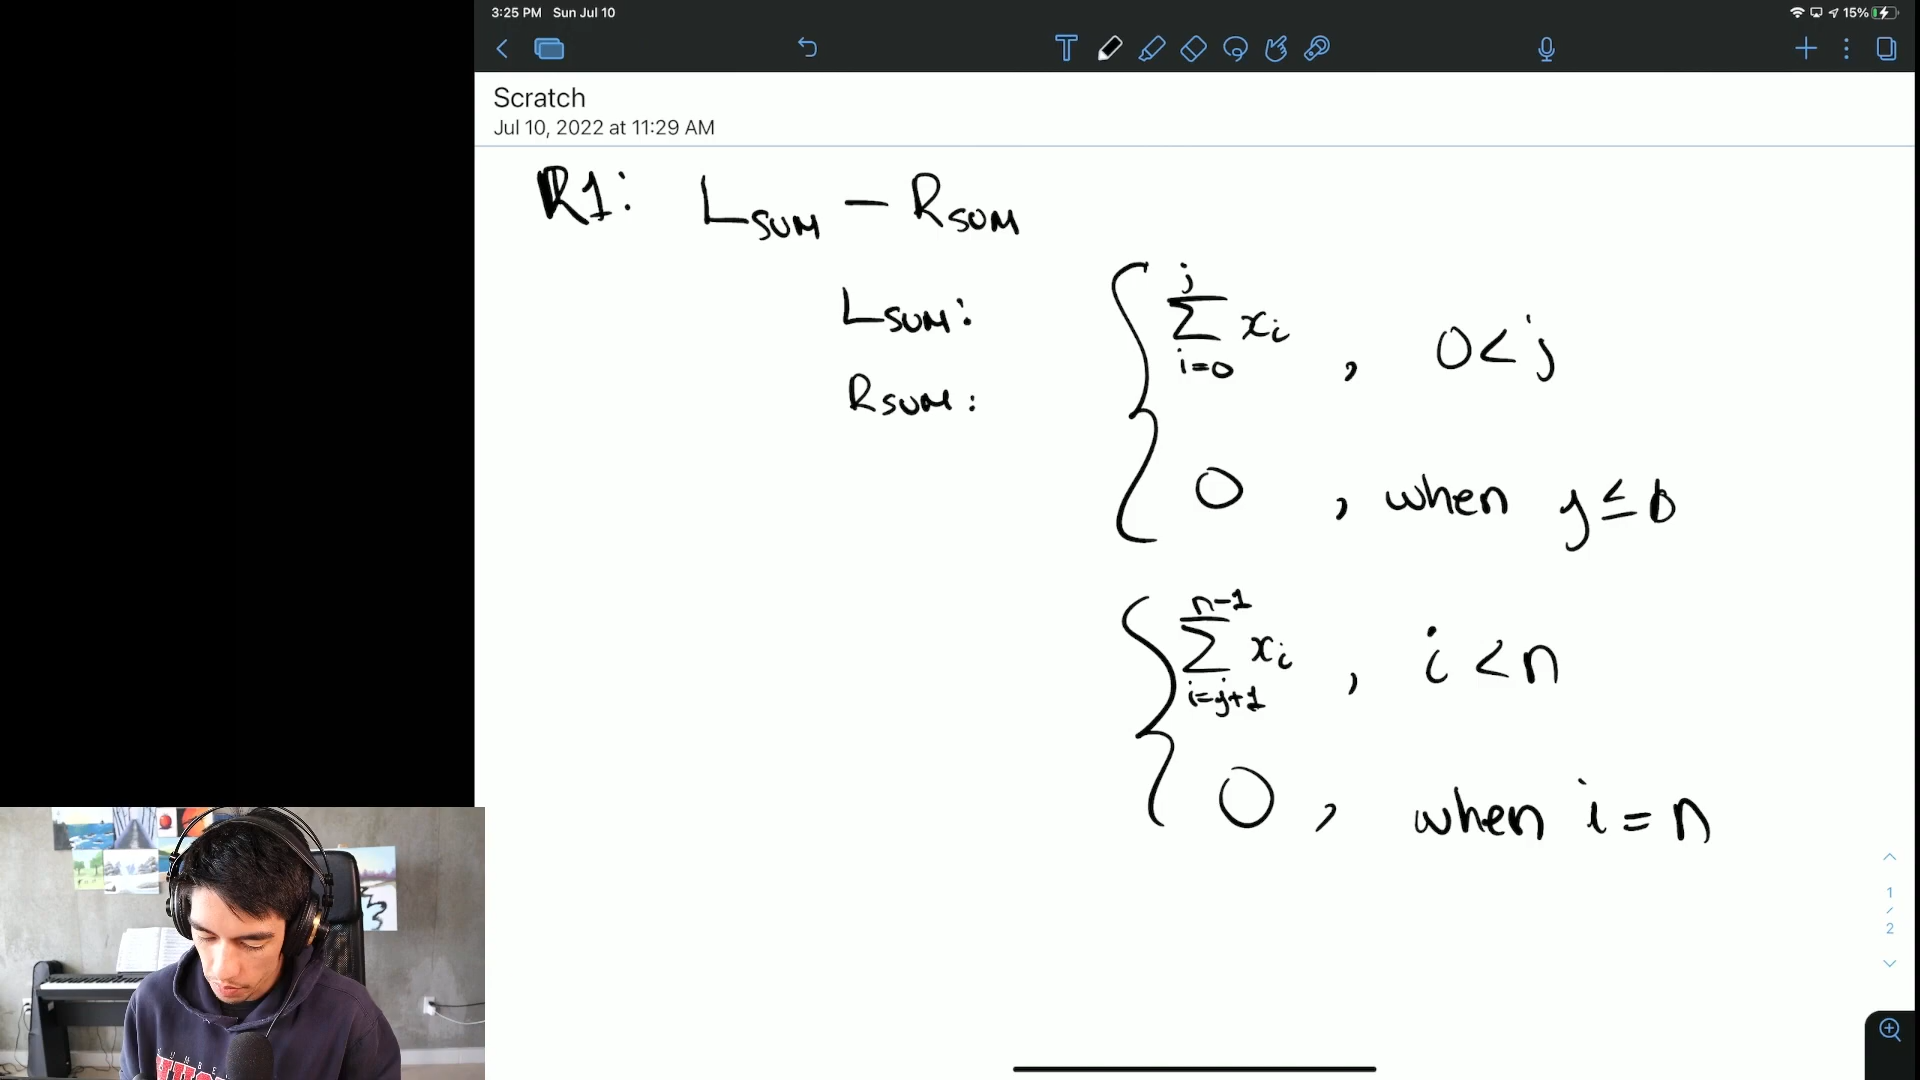 3:25 PM Sun Jul 10
15%
Scratch
Jul 10, 2022 at 11:29 AM
R1: LSUM − RSUM
LSUM:
RSUM:
{ j ∑ i=0 xi , 0 < j
0 , when j ≤ 0
{ n−1 ∑ i=j+1 xi , i < n
0 , when i = n
1
/
2